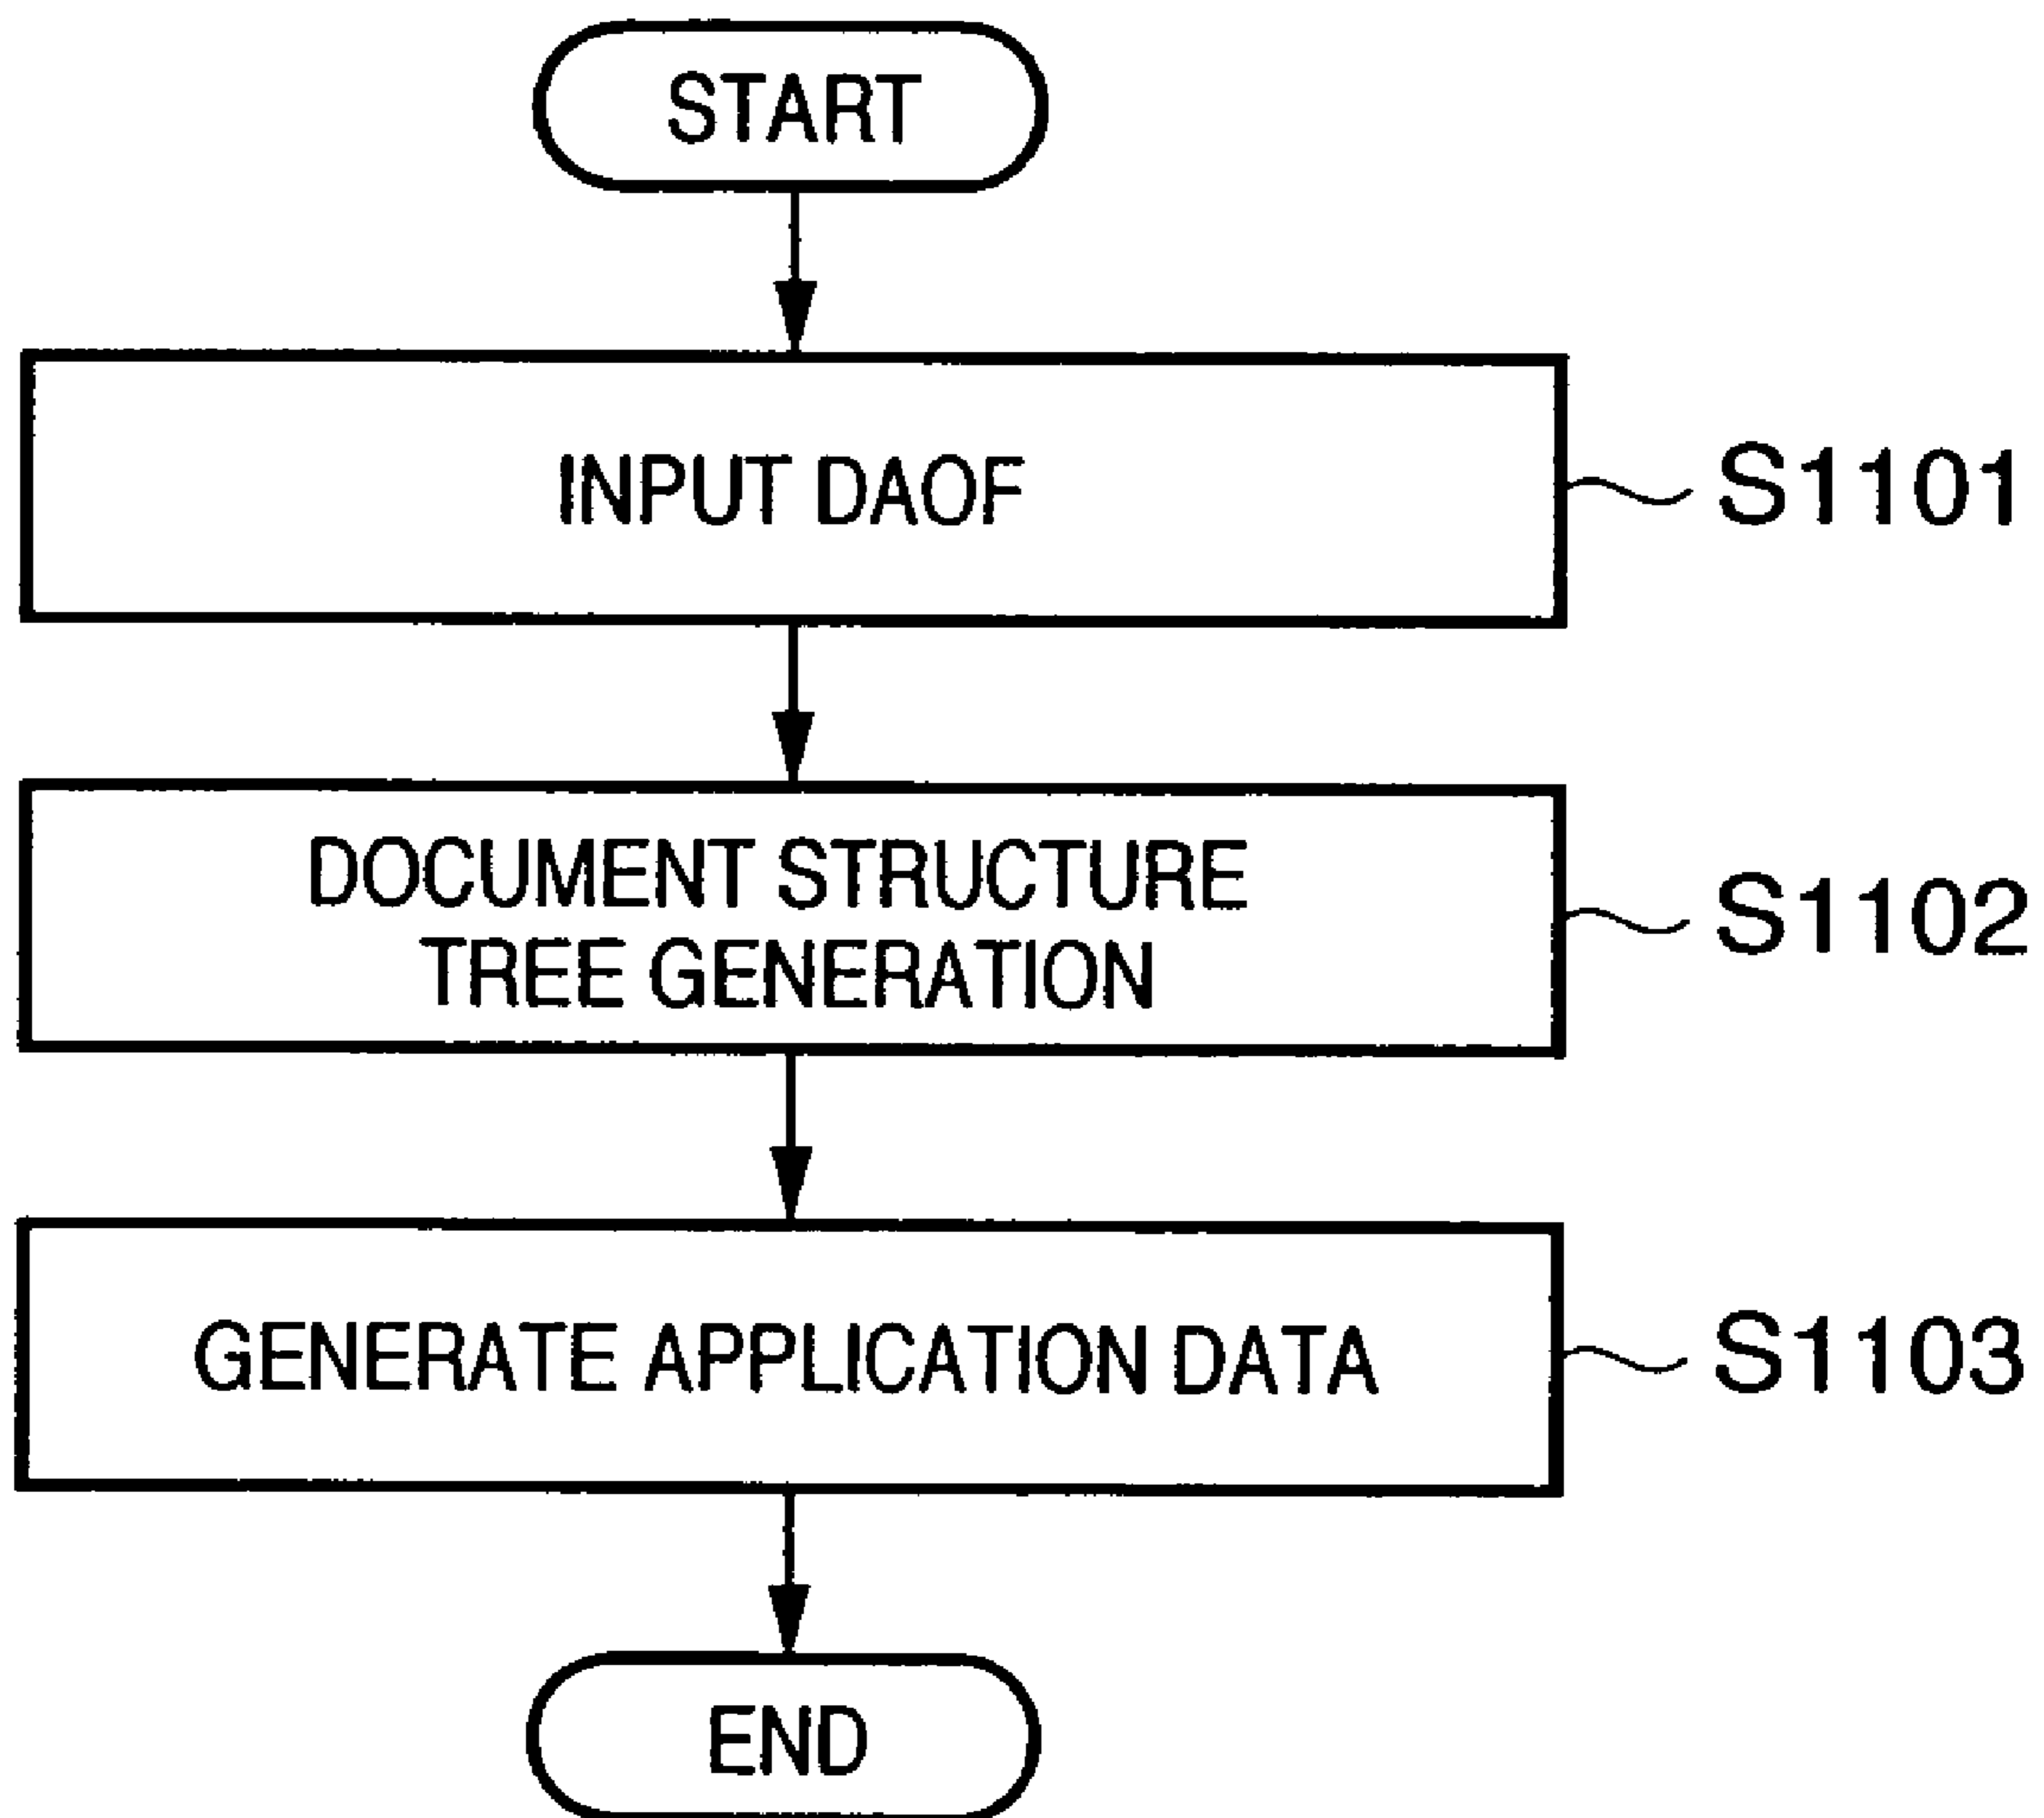 START
INPUT DAOF
S1101
DOCUMENT STRUCTURE
TREE GENERATION
S1102
GENERATE APPLICATION DATA
S1103
END